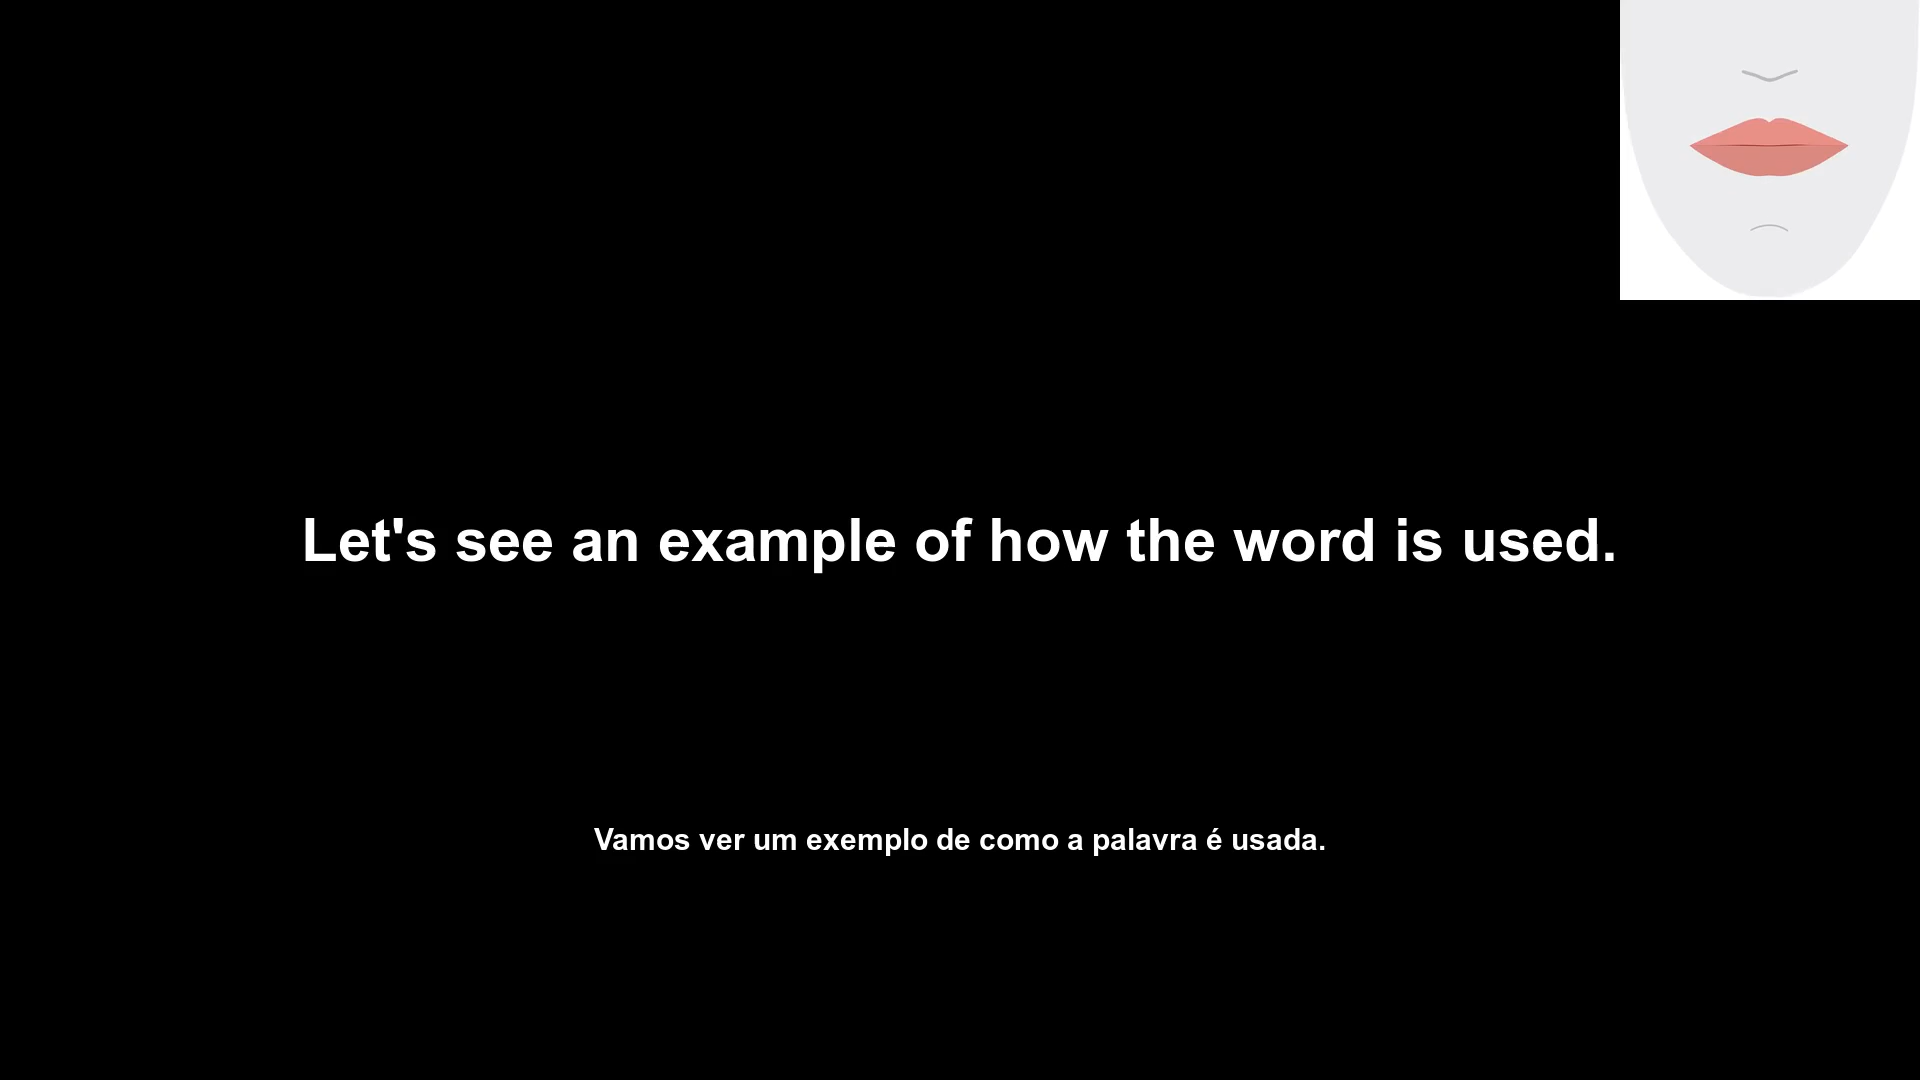 Let's see an example of how the word is used.
Vamos ver um exemplo de como a palavra é usada.